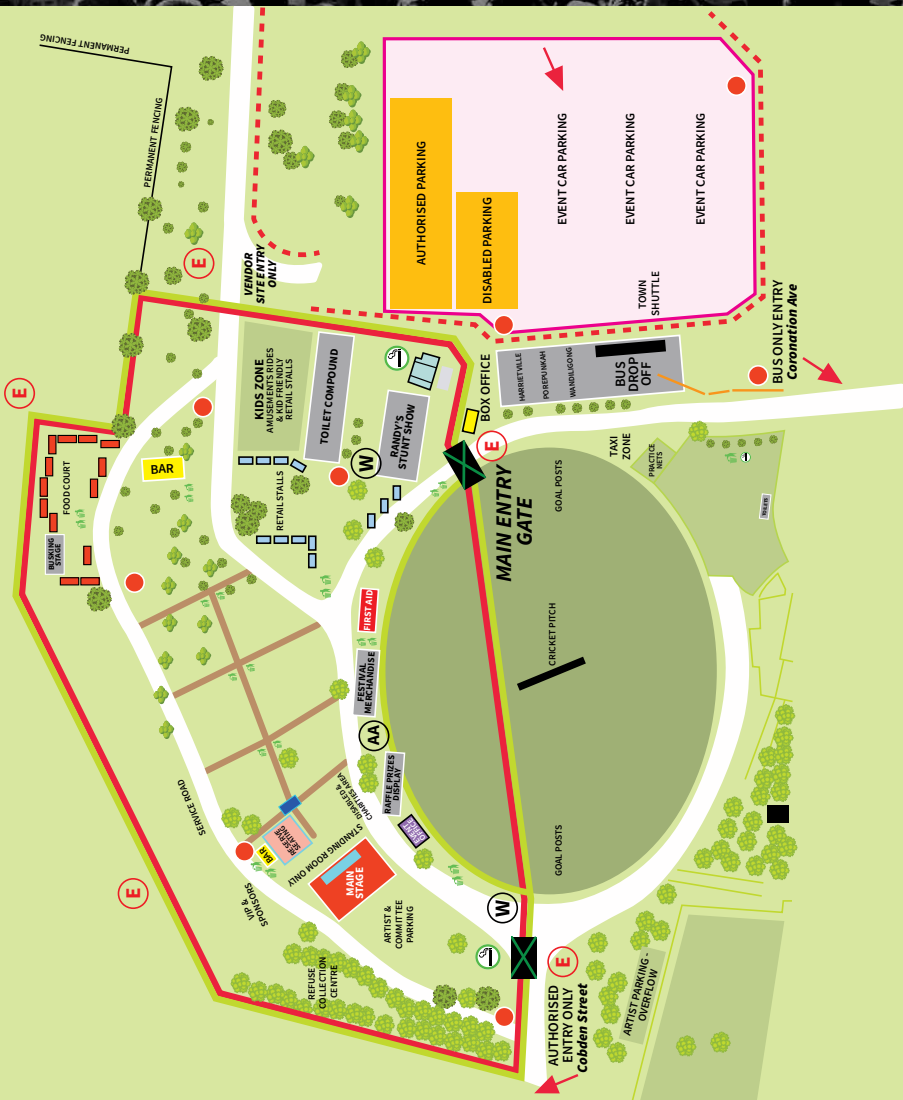 PERMANENT FENCING
PERMANENT FENCING
E
VENDOR
SITE ENTRY
ONLY
AUTHORISED PARKING
DISABLED PARKING
EVENT CAR PARKING
EVENT CAR PARKING
EVENT CAR PARKING
TOWN
SHUTTLE
E
KIDS ZONE
AMUSEMENTS RIDES
& KID FRIENDLY
RETAIL STALLS
TOILET COMPOUND
RANDY'S
STUNT SHOW
W
BOX OFFICE
HARRIETVILLE
POREPUNKAH
WANDILIGONG
BUS
DROP
OFF
BUS ONLY ENTRY
Coronation Ave
FOOD COURT
BAR
BUSKING
STAGE
RETAIL STALLS
E
MAIN ENTRY
GATE
GOAL POSTS
TAXI
ZONE
PRACTICE
NETS
TOILETS
FIRST AID
FESTIVAL
MERCHANDISE
AA
CRICKET PITCH
RAFFLE PRIZES
DISPLAY
EVENT
OFFICE
DISABLED &
CHARITIES AREA
SERVICE ROAD
RESERVE
SEATING
BAR
STANDING ROOM ONLY
MAIN
STAGE
VIP &
SPONSORS
E
ARTIST &
COMMITTEE
PARKING
GOAL POSTS
W
REFUSE
COLLECTION
CENTRE
E
AUTHORISED
ENTRY ONLY
Cobden Street
ARTIST PARKING -
OVERFLOW